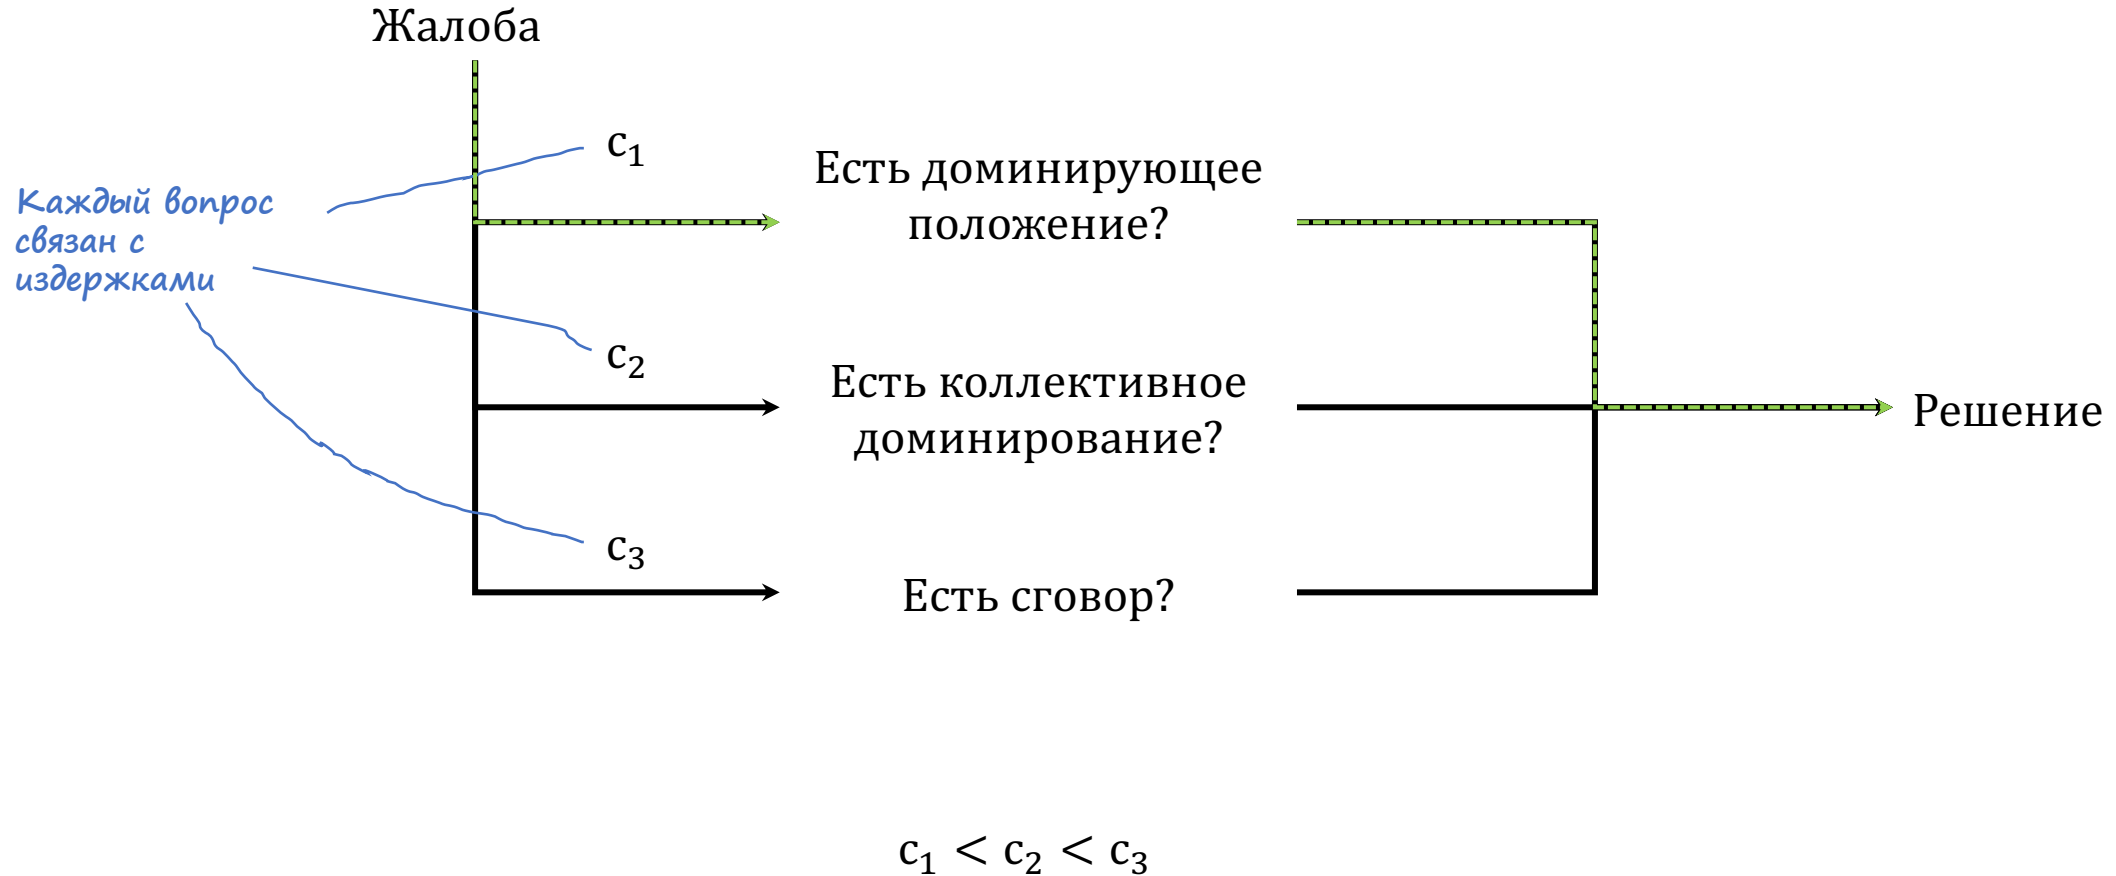 Жалоба
c₁
Есть доминирующее
положение?
Каждый вопрос
связан с
издержками
c₂
Есть коллективное
доминирование?
Решение
c₃
Есть сговор?
c₁ < c₂ < c₃